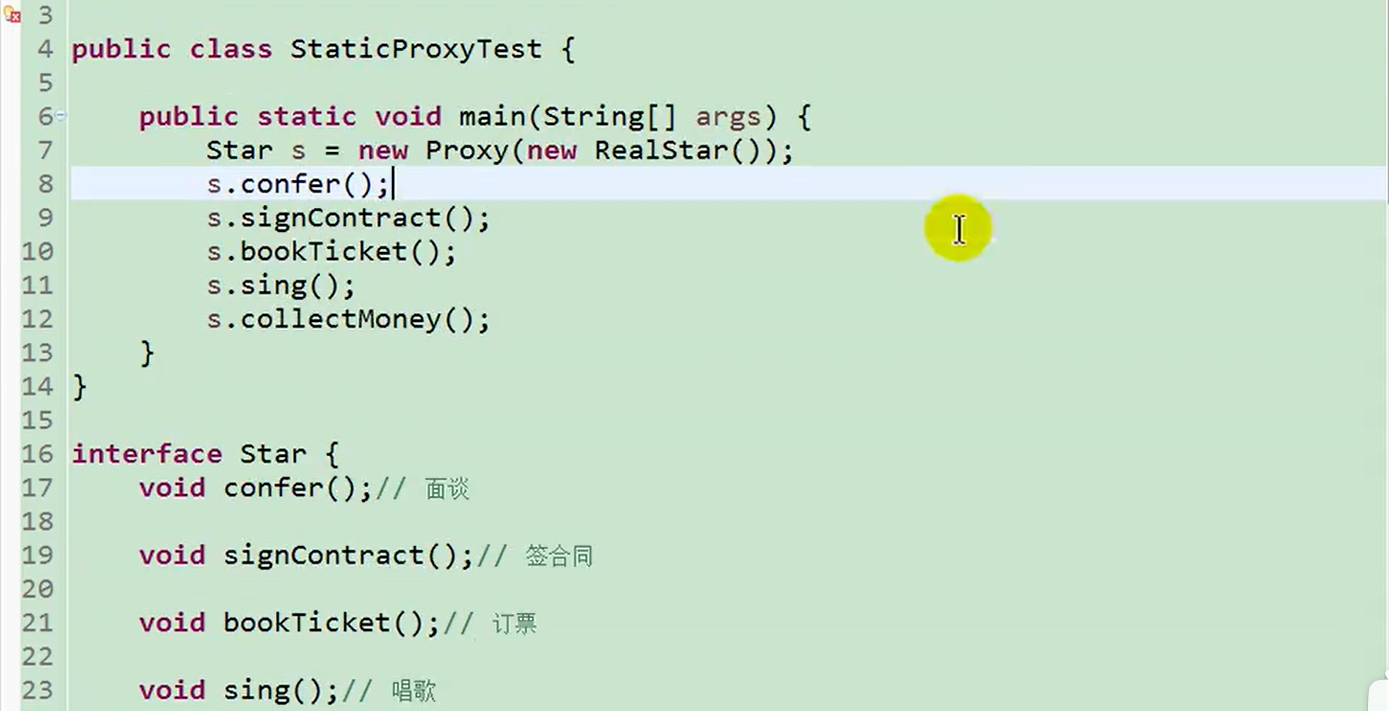 3
4 public class StaticProxyTest {
5
6 public static void main(String[] args) {
7 Star s = new Proxy(new RealStar());
8 s.confer();
9 s.signContract();
10 s.bookTicket();
11 s.sing();
12 s.collectMoney();
13 }
14 }
15
16 interface Star {
17 void confer();// 面谈
18
19 void signContract();// 签合同
20
21 void bookTicket();// 订票
22
23 void sing();// 唱歌